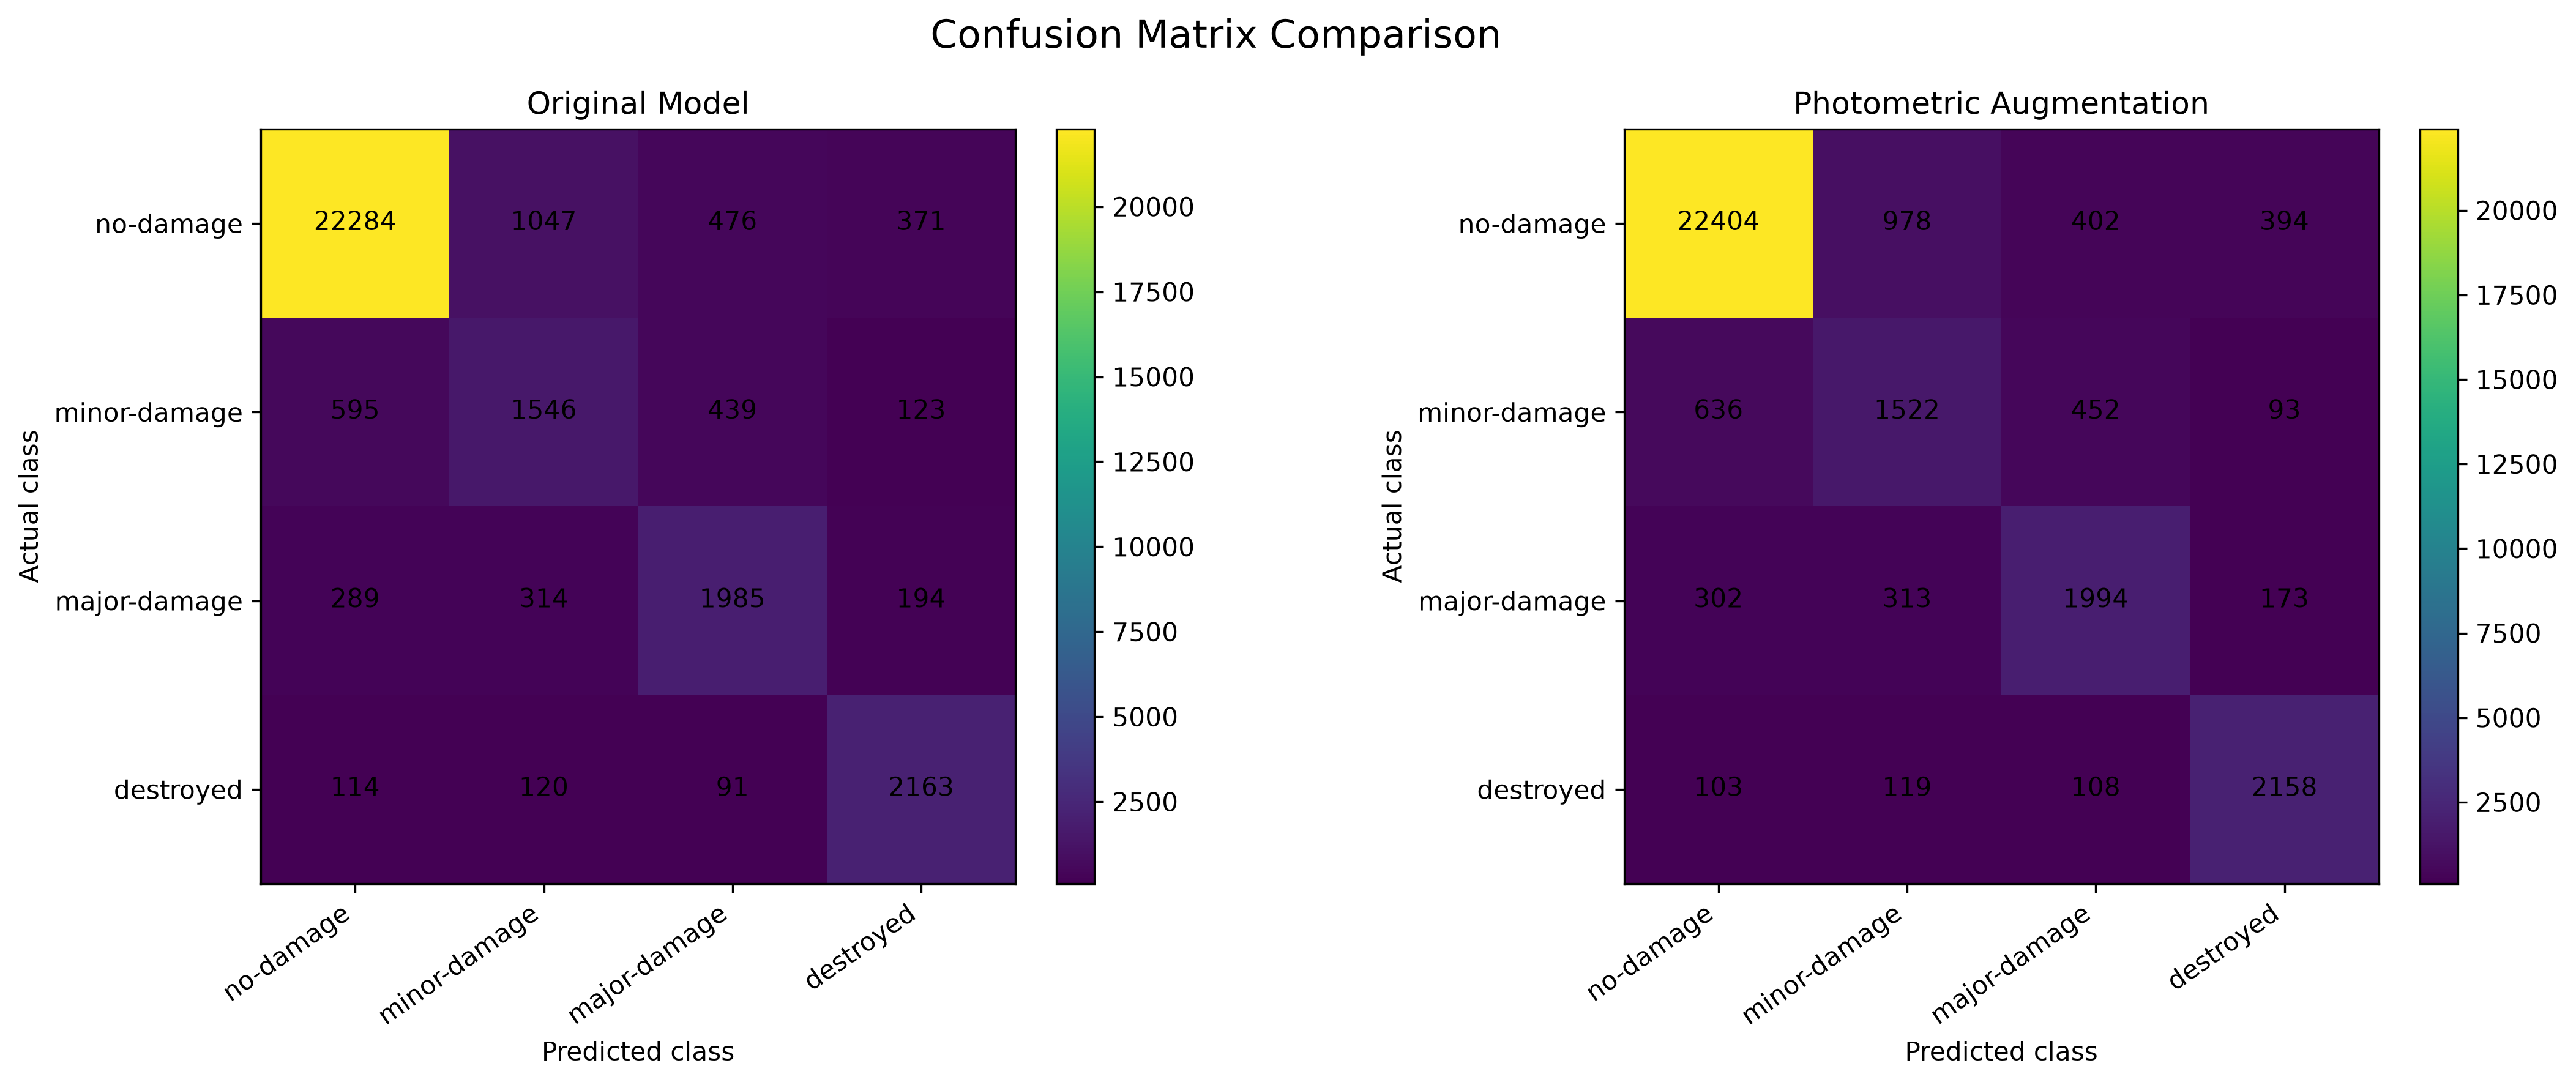 Confusion Matrix Comparison
Original Model
Actual class
no-damage 22284 1047 476 371
minor-damage 595 1546 439 123
major-damage 289 314 1985 194
destroyed 114 120 91 2163
no-damage minor-damage major-damage destroyed
Predicted class
20000
17500
15000
12500
10000
7500
5000
2500
Photometric Augmentation
Actual class
no-damage 22404 978 402 394
minor-damage 636 1522 452 93
major-damage 302 313 1994 173
destroyed 103 119 108 2158
no-damage minor-damage major-damage destroyed
Predicted class
20000
17500
15000
12500
10000
7500
5000
2500